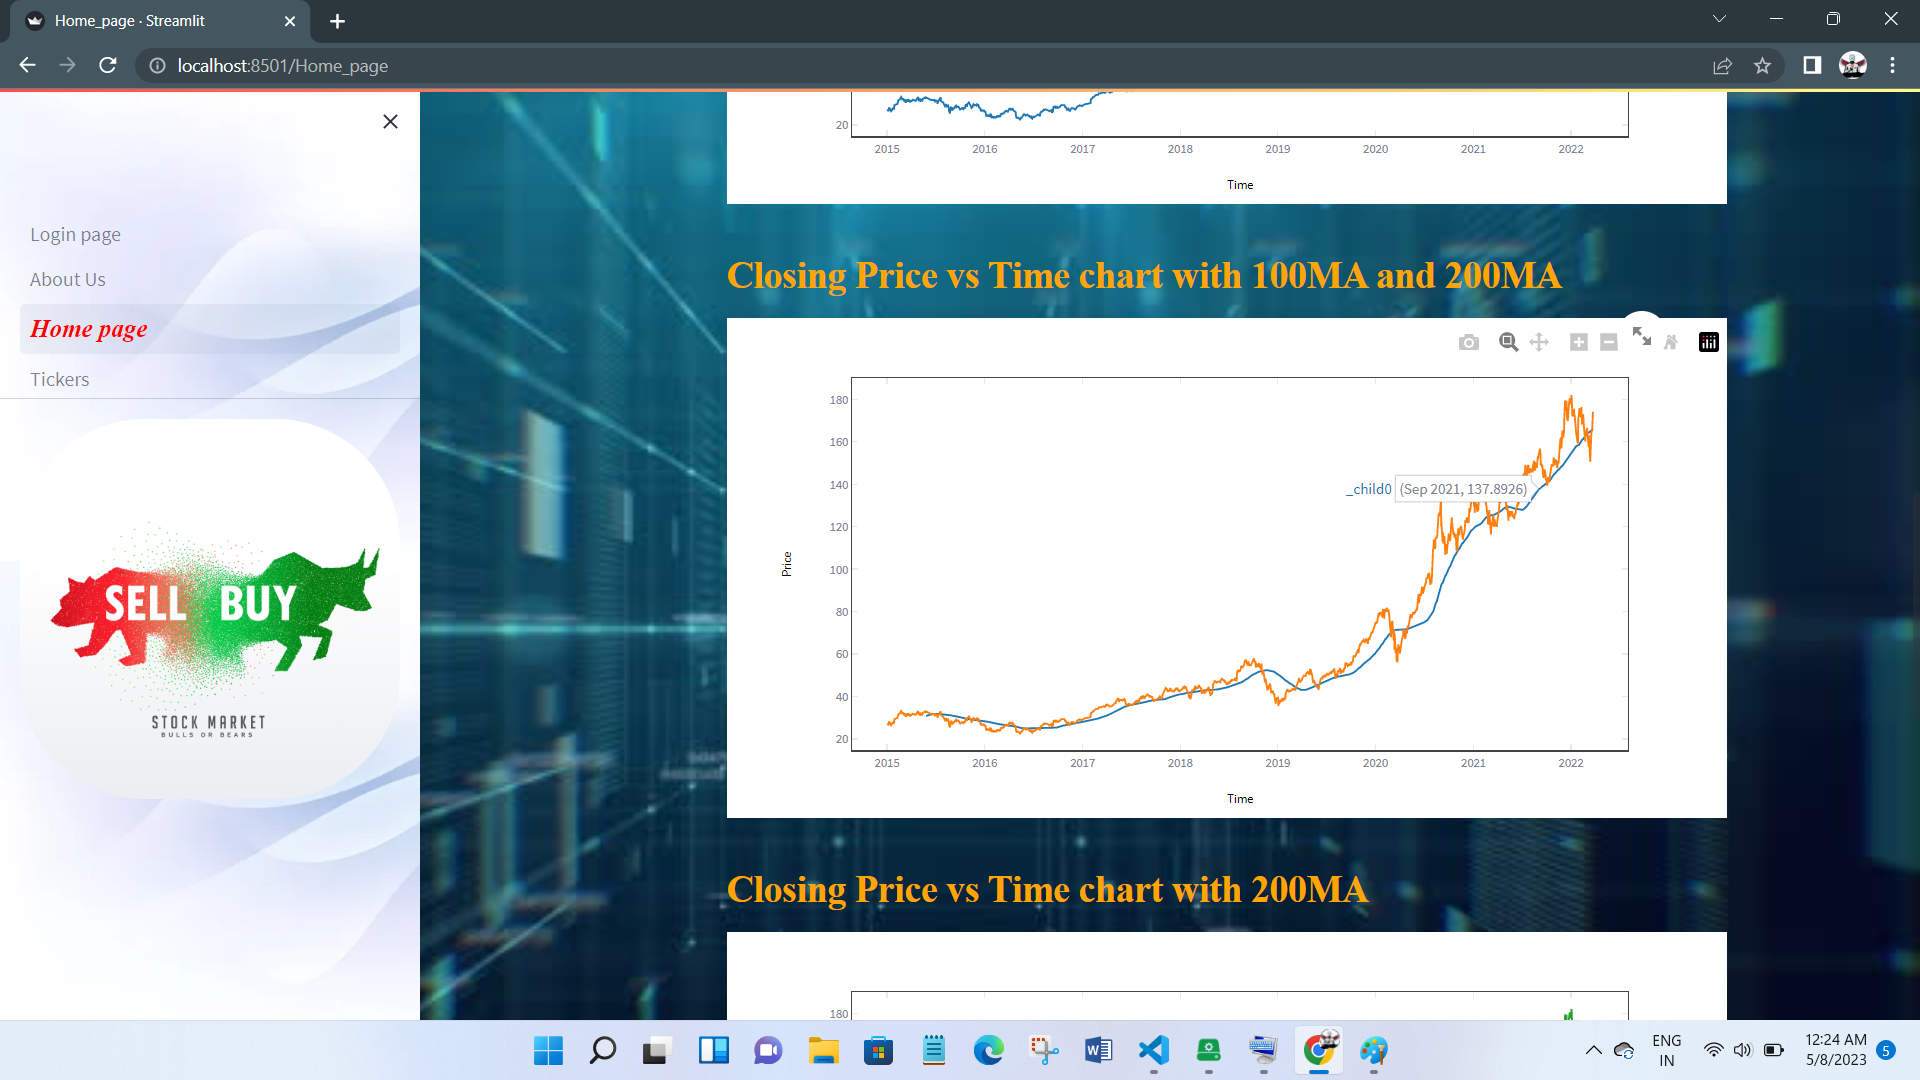 Home_page · Streamlit
localhost:8501/Home_page
Login page
About Us
Home page
Tickers
SELL BUY
STOCK MARKET
BULLS OR BEARS
20
2015 2016 2017 2018 2019 2020 2021 2022
Time
Closing Price vs Time chart with 100MA and 200MA
180
160
140
120
100
80
60
40
20
Price
_child0 (Sep 2021, 137.8926)
2015 2016 2017 2018 2019 2020 2021 2022
Time
Closing Price vs Time chart with 200MA
180
ENG
IN
12:24 AM
5/8/2023
5